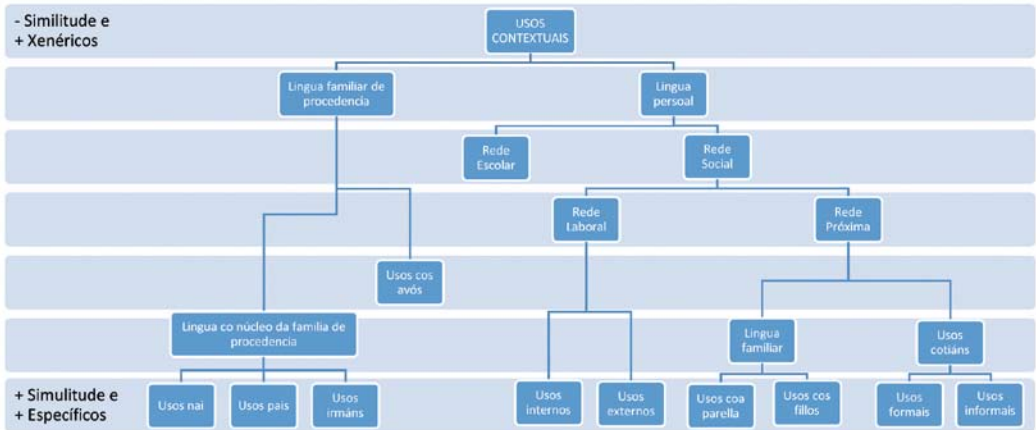 - Similitude e
+ Xenéricos
USOS
CONTEXTUAIS
Lingua familiar de
procedencia
Lingua
persoal
Rede
Escolar
Rede
Social
Rede
Laboral
Rede
Próxima
Usos cos
avós
Lingua co núcleo da familia de
procedencia
Lingua
familiar
Usos
cotiáns
+ Simulitude e
+ Específicos
Usos nai
Usos pais
Usos
irmáns
Usos
internos
Usos
externos
Usos coa
parella
Usos cos
fillos
Usos
formais
Usos
informais